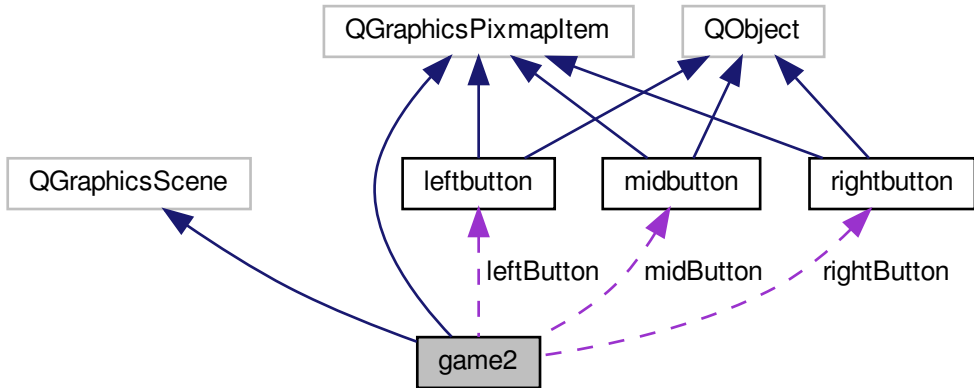 QGraphicsPixmapItem
QObject
QGraphicsScene
leftbutton
midbutton
rightbutton
leftButton
midButton
rightButton
game2